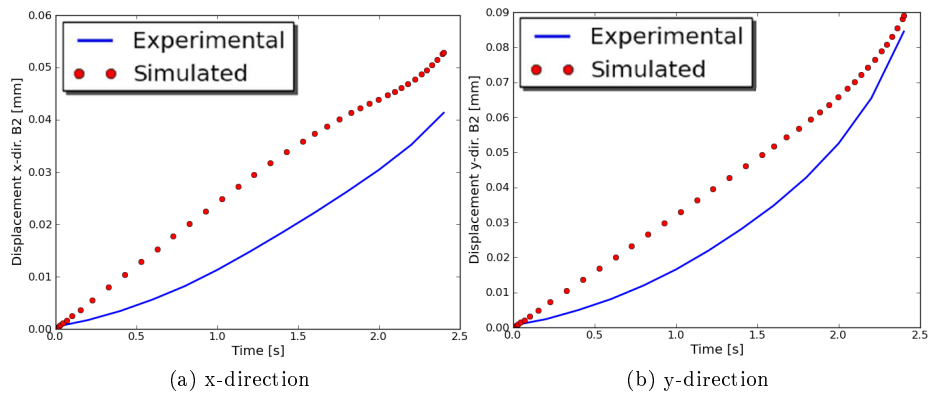 0.06
0.05
0.04
0.03
0.02
0.01
0.00
Displacement x-dir. B2 [mm]
Experimental
Simulated
0.0 0.5 1.0 1.5 2.0 2.5
Time [s]
(a) x-direction
0.09
0.08
0.07
0.06
0.05
0.04
0.03
0.02
0.01
0.00
Displacement y-dir. B2 [mm]
Experimental
Simulated
0.0 0.5 1.0 1.5 2.0 2.5
Time [s]
(b) y-direction